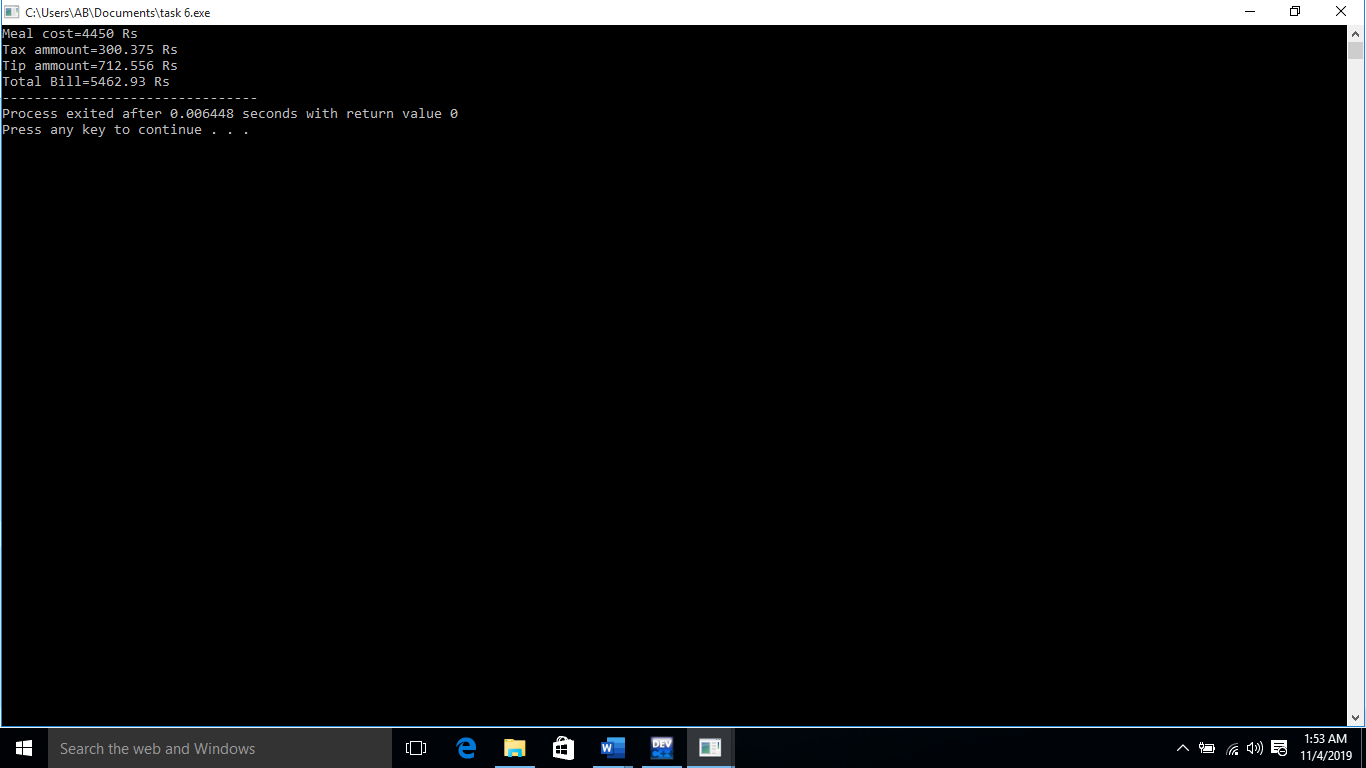 C:\Users\AB\Documents\task 6.exe
Meal cost=4450 Rs
Tax ammount=300.375 Rs
Tip ammount=712.556 Rs
Total Bill=5462.93 Rs
--------------------------------
Process exited after 0.006448 seconds with return value 0
Press any key to continue . . .
Search the web and Windows
DEV
1:53 AM
11/4/2019